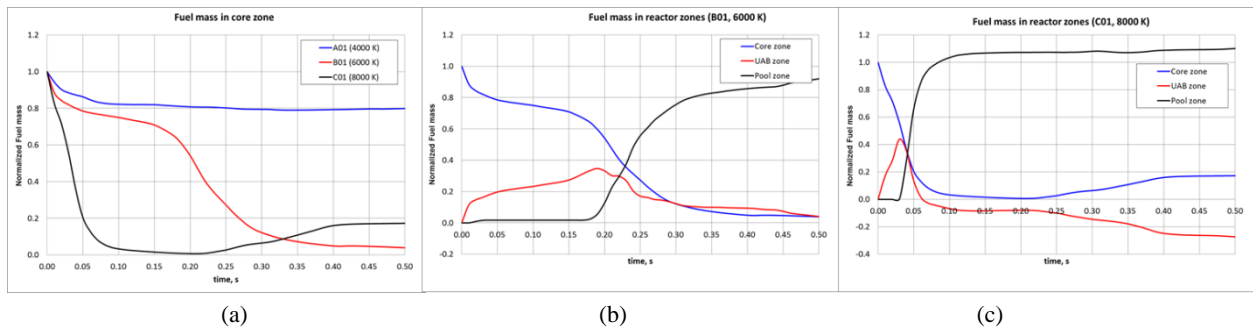 Fuel mass in core zone
Normalized Fuel mass
1.2
1.0
0.8
0.6
0.4
0.2
0.0
A01 (4000 K)
B01 (6000 K)
C01 (8000 K)
0.00 0.05 0.10 0.15 0.20 0.25 0.30 0.35 0.40 0.45 0.50
time, s
(a)
Fuel mass in reactor zones (B01, 6000 K)
Normalized Fuel mass
1.2
1.0
0.8
0.6
0.4
0.2
0.0
-0.2
Core zone
UAB zone
Pool zone
0.00 0.05 0.10 0.15 0.20 0.25 0.30 0.35 0.40 0.45 0.50
time, s
(b)
Fuel mass in reactor zones (C01, 8000 K)
Normalized Fuel mass
1.2
1.0
0.8
0.6
0.4
0.2
0.0
-0.2
-0.4
Core zone
UAB zone
Pool zone
0.00 0.05 0.10 0.15 0.20 0.25 0.30 0.35 0.40 0.45 0.50
time, s
(c)